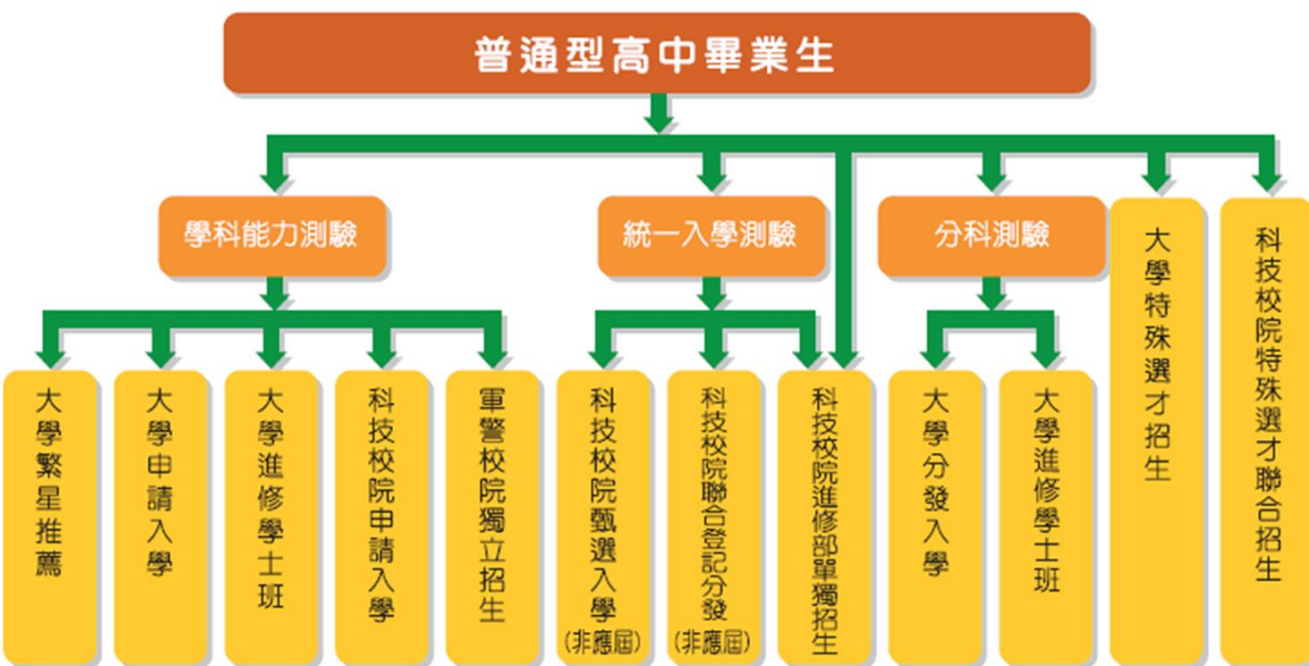 普通型高中畢業生
學科能力測驗
統一入學測驗
分科測驗
大學特殊選才招生
科技校院特殊選才聯合招生
大學繁星推薦
大學申請入學
大學進修學士班
科技校院申請入學
軍警校院獨立招生
科技校院甄選入學
(非應屆)
科技校院聯合登記分發
(非應屆)
科技校院進修部單獨招生
大學分發入學
大學進修學士班